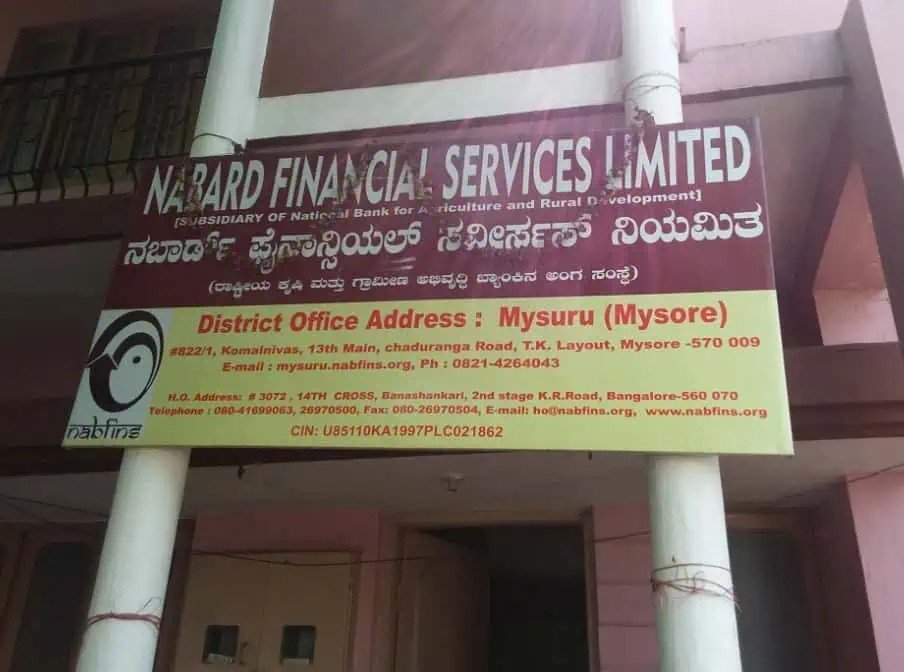 NABARD FINANCIAL SERVICES LIMITED
[SUBSIDIARY OF National Bank for Agriculture and Rural Development]
ನಬಾರ್ಡ್ ಫೈನಾನ್ಸಿಯಲ್ ಸರ್ವೀಸಸ್ ನಿಯಮಿತ
(ರಾಷ್ಟ್ರೀಯ ಕೃಷಿ ಮತ್ತು ಗ್ರಾಮೀಣ ಅಭಿವೃದ್ಧಿ ಬ್ಯಾಂಕಿನ ಅಂಗ ಸಂಸ್ಥೆ)
District Office Address : Mysuru (Mysore)
#822/1, Komalnivas, 13th Main, chaduranga Road, T.K. Layout, Mysore -570 009
E-mail : mysuru.nabfins.org, Ph : 0821-4264043
H.O. Address: # 3072 , 14TH CROSS, Banashankari, 2nd stage K.R.Road, Bangalore-560 070
Telephone : 080-41699063, 26970500, Fax: 080-26970504, E-mail: ho@nabfins.org, www.nabfins.org
CIN: U85110KA1997PLC021862
nabfins